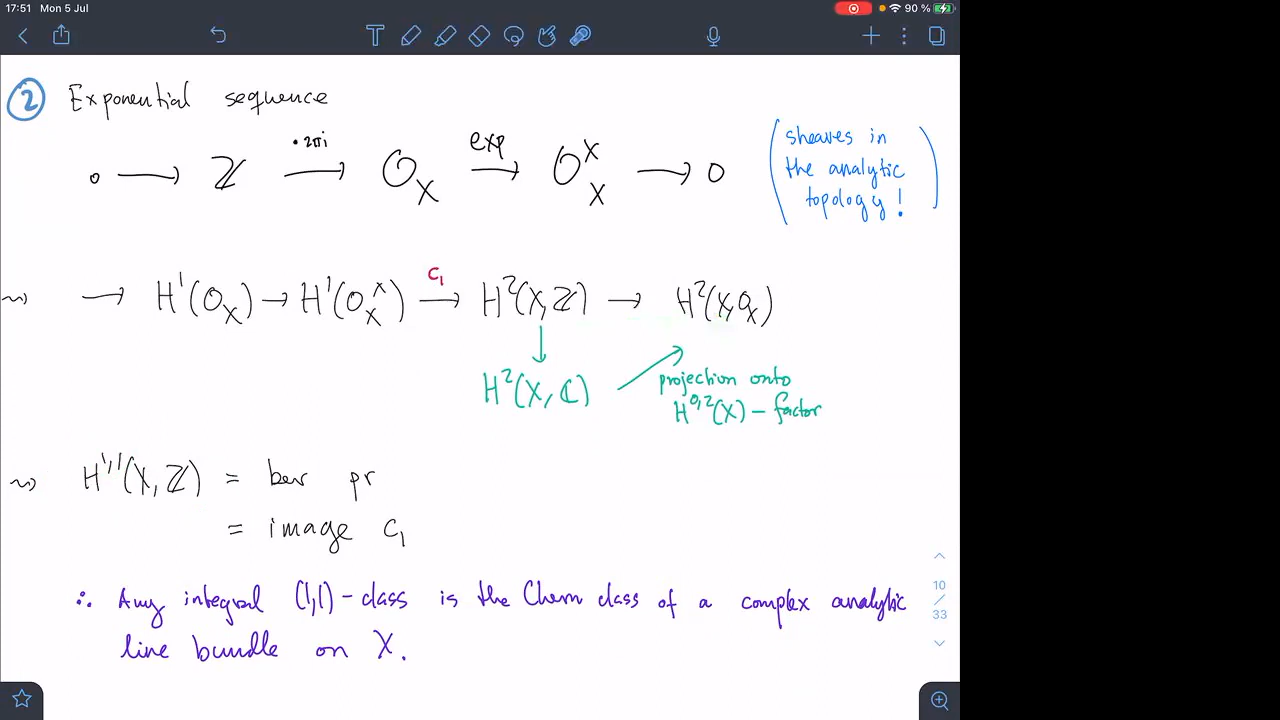 17:51 Mon 5 Jul
90 %
② Exponential sequence
0 ⟶ ℤ ⟶^{·2πi} O_X ⟶^{exp} O_X^× ⟶ 0
(sheaves in
the analytic
topology!)
⇝ ⟶ H¹(O_X) → H¹(O_X^×) ⟶^{c₁} H²(X,ℤ) ⟶ H²(X,O_X)
↓
H²(X,ℂ) ↗ projection onto
H^{0,2}(X) – factor
⇝ H^{1,1}(X,ℤ) = ker pr
= image c₁
∴ Any integral (1,1)-class is the Chern class of a complex analytic
line bundle on X.
10
/
33